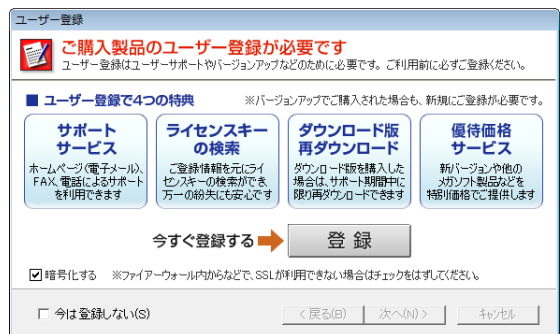 ユーザー登録
ご購入製品のユーザー登録が必要です
ユーザー登録はユーザーサポートやバージョンアップなどのために必要です。ご利用前に必ずご登録ください。
■ ユーザー登録で4つの特典
※バージョンアップでご購入された場合も、新規にご登録が必要です。
サポート
サービス
ホームページ(電子メール)、
FAX、電話によるサポート
を利用できます
ライセンスキー
の検索
ご登録情報を元にライ
センスキーの検索ができ
万一の紛失にも安心です
ダウンロード版
再ダウンロード
ダウンロード版を購入した
場合は、サポート期間中に
限り再ダウンロードできます
優待価格
サービス
新バージョンや他の
メガソフト製品などを
特別価格でご提供します
今すぐ登録する
登 録
暗号化する
※ファイアーウォール内からなどで、SSLが利用できない場合はチェックをはずしてください。
今は登録しない(S)
< 戻る(B)
次へ(N) >
キャンセル